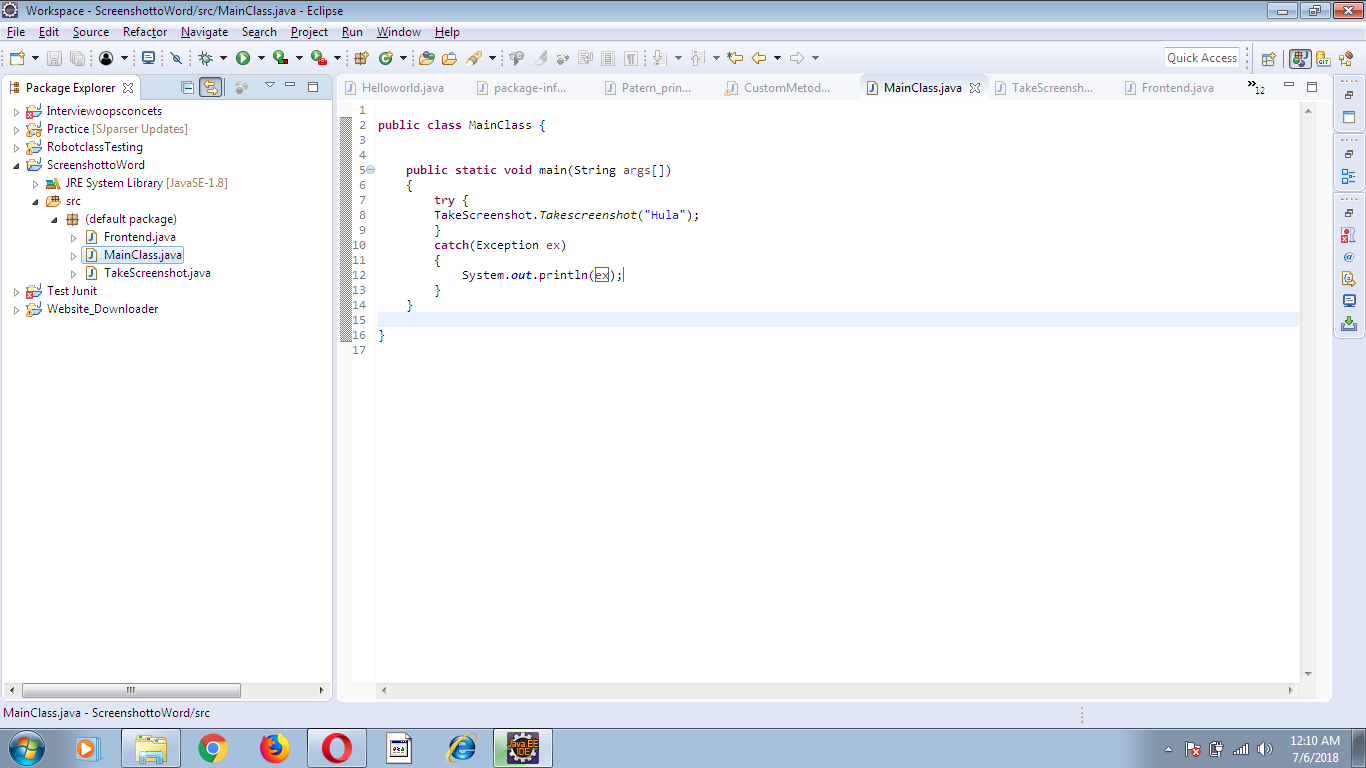 Workspace - ScreenshottoWord/src/MainClass.java - Eclipse
File Edit Source Refactor Navigate Search Project Run Window Help
Quick Access
Package Explorer
Helloworld.java package-inf... Patern_prin... CustomMetod... MainClass.java TakeScreensh... Frontend.java 12
Interviewoopsconcets
Practice [SJparser Updates]
RobotclassTesting
ScreenshottoWord
JRE System Library [JavaSE-1.8]
src
(default package)
Frontend.java
MainClass.java
TakeScreenshot.java
Test Junit
Website_Downloader
1
2 public class MainClass {
3
4
5 public static void main(String args[])
6 {
7 try {
8 TakeScreenshot.Takescreenshot("Hula");
9 }
10 catch(Exception ex)
11 {
12 System.out.println(ex);
13 }
14 }
15
16 }
17
MainClass.java - ScreenshottoWord/src
Java EE
IDE
12:10 AM
7/6/2018